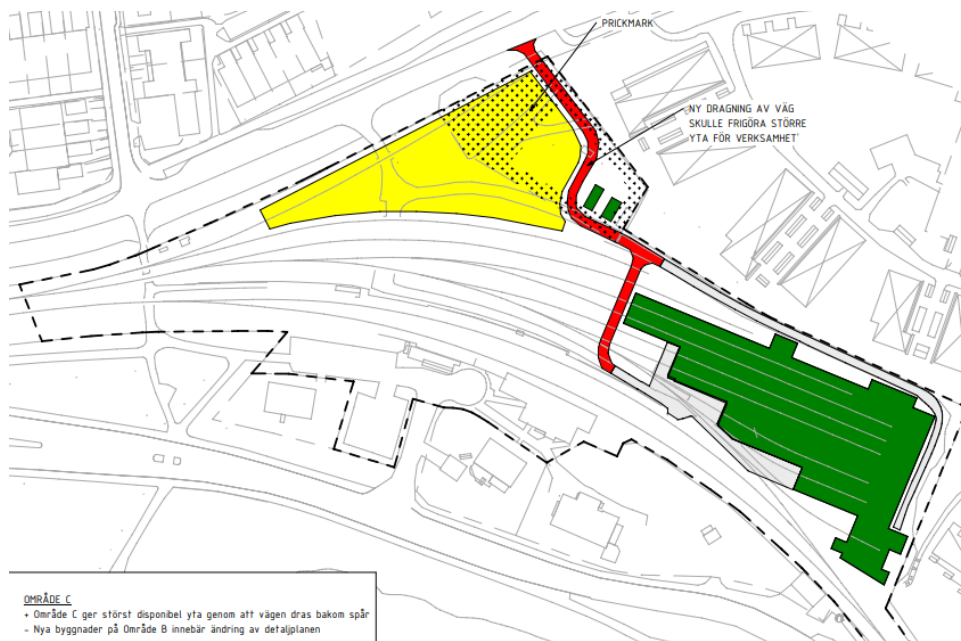 PRICKMARK
NY DRAGNING AV VÄG
SKULLE FRIGÖRA STÖRRE
YTA FÖR VERKSAMHET
OMRÅDE C
+ Område C ger störst disponibel yta genom att vägen dras bakom spår
- Nya byggnader på Område B innebär ändring av detaljplanen